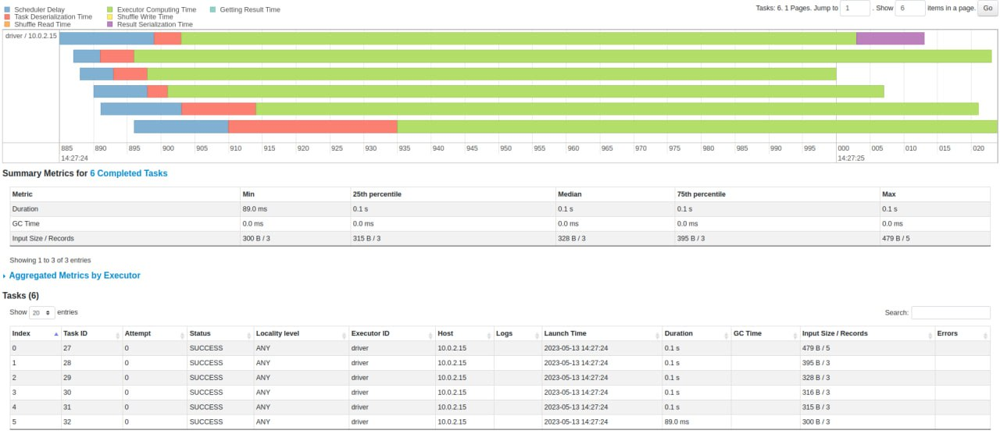 Scheduler Delay Executor Computing Time Getting Result Time Tasks: 6. 1 Pages. Jump to 1 . Show 6 items in a page. Go
Task Deserialization Time Shuffle Write Time
Shuffle Read Time Result Serialization Time
driver / 10.0.2.15
885 890 895 900 905 910 915 920 925 930 935 940 945 950 955 960 965 970 975 980 985 990 995 000 005 010 015 020
14:27:24 14:27:25
Summary Metrics for 6 Completed Tasks
Metric Min 25th percentile Median 75th percentile Max
Duration 89.0 ms 0.1 s 0.1 s 0.1 s 0.1 s
GC Time 0.0 ms 0.0 ms 0.0 ms 0.0 ms 0.0 ms
Input Size / Records 300 B / 3 315 B / 3 328 B / 3 395 B / 3 479 B / 5
Showing 1 to 3 of 3 entries
Aggregated Metrics by Executor
Tasks (6)
Show 20 entries Search:
Index Task ID Attempt Status Locality level Executor ID Host Logs Launch Time Duration GC Time Input Size / Records Errors
0 27 0 SUCCESS ANY driver 10.0.2.15 2023-05-13 14:27:24 0.1 s 479 B / 5
1 28 0 SUCCESS ANY driver 10.0.2.15 2023-05-13 14:27:24 0.1 s 395 B / 3
2 29 0 SUCCESS ANY driver 10.0.2.15 2023-05-13 14:27:24 0.1 s 328 B / 3
3 30 0 SUCCESS ANY driver 10.0.2.15 2023-05-13 14:27:24 0.1 s 316 B / 3
4 31 0 SUCCESS ANY driver 10.0.2.15 2023-05-13 14:27:24 0.1 s 315 B / 3
5 32 0 SUCCESS ANY driver 10.0.2.15 2023-05-13 14:27:24 89.0 ms 300 B / 3